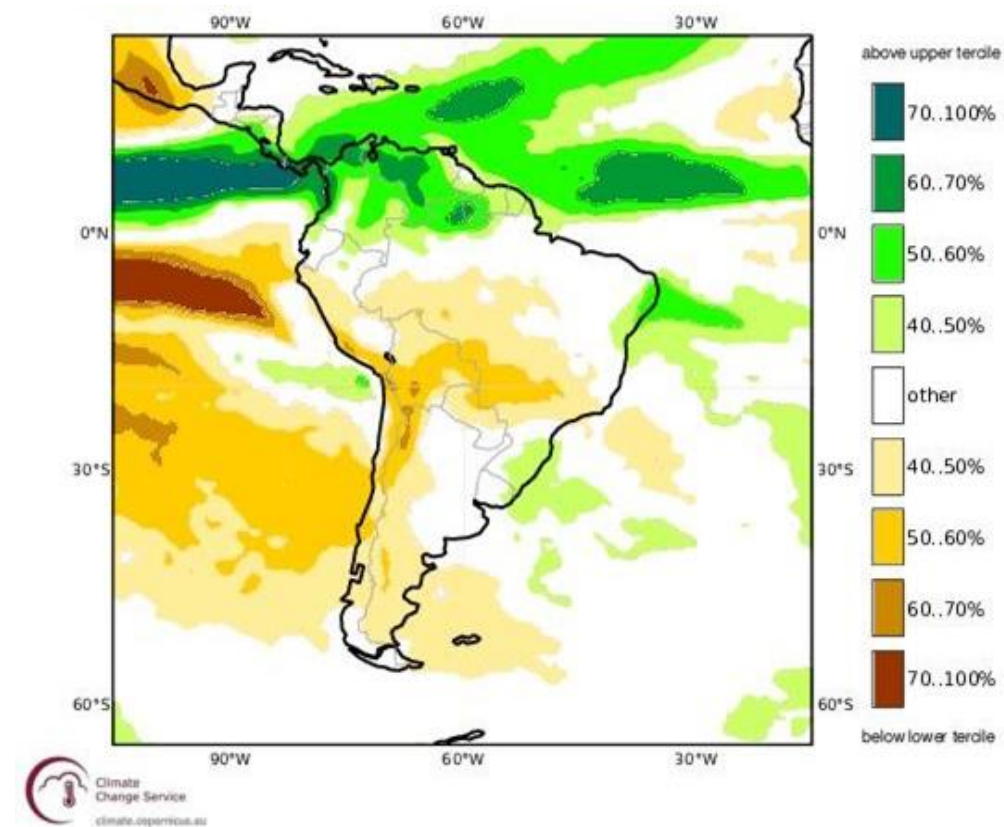 90°W 60°W 30°W
above upper tercile
70..100%
60..70%
50..60%
40..50%
other
40..50%
50..60%
60..70%
70..100%
below lower tercile
0°N 0°N
30°S 30°S
60°S 60°S
90°W 60°W 30°W
Climate
Change Service
climate.copernicus.eu